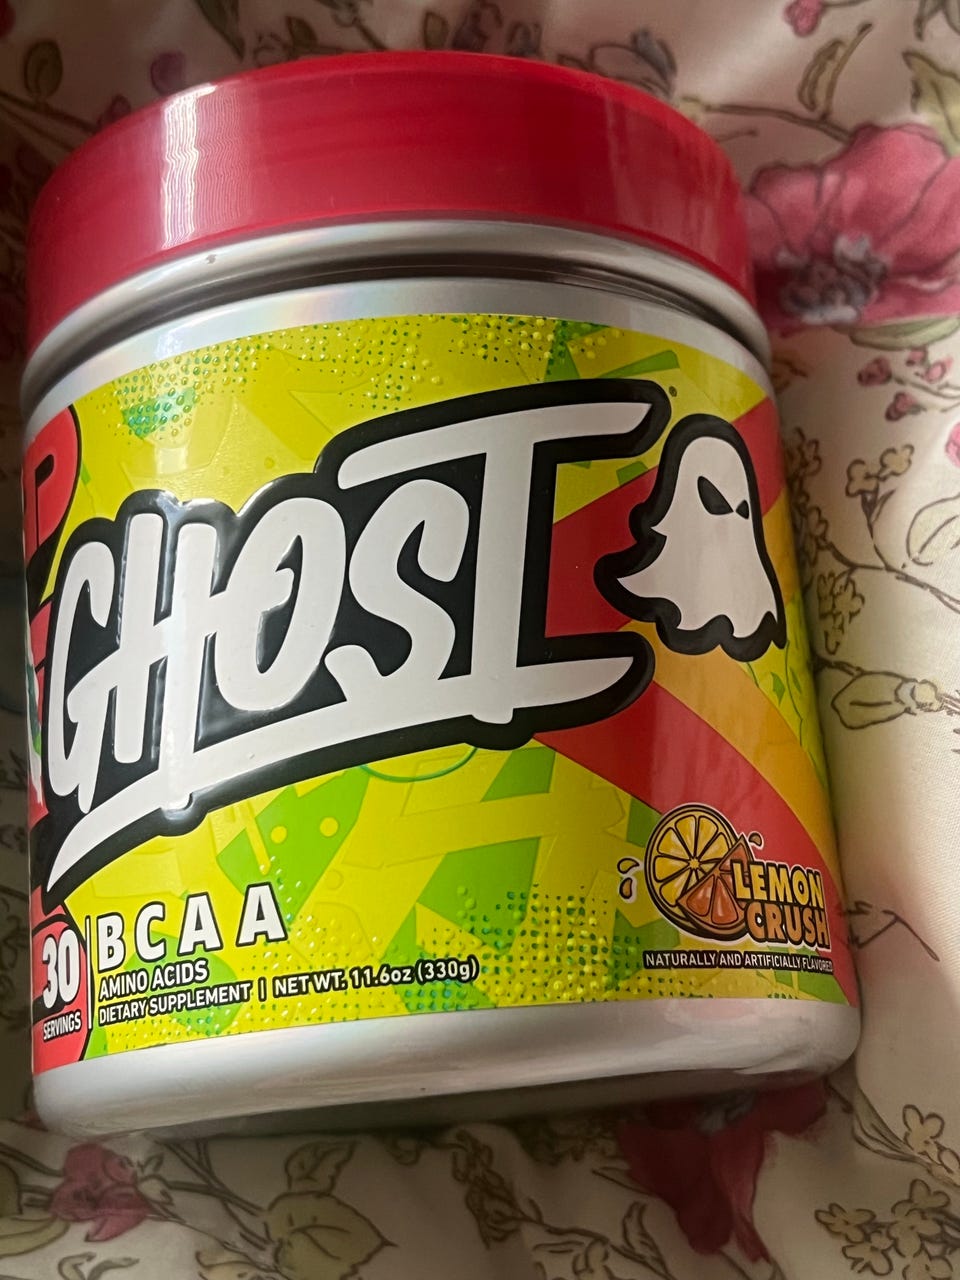 GHOST
®
30
SERVINGS
BCAA
AMINO ACIDS
DIETARY SUPPLEMENT | NET WT. 11.6oz (330g)
LEMON
CRUSH
NATURALLY AND ARTIFICIALLY FLAVORED